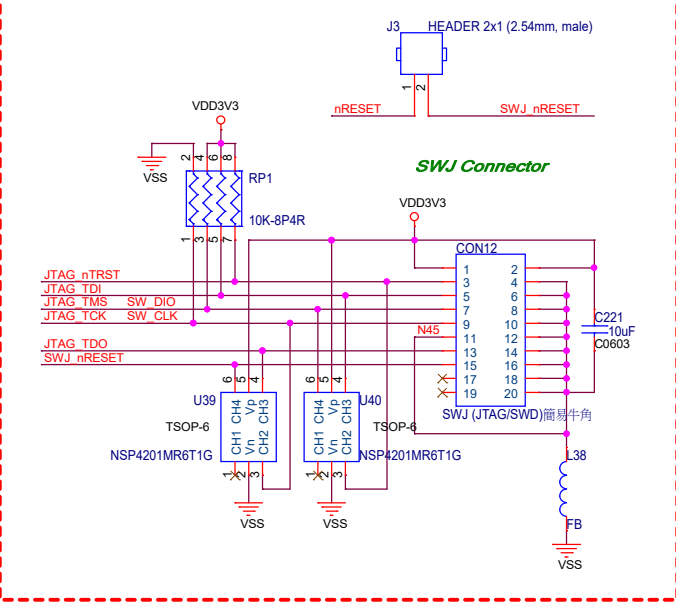 J3 HEADER 2x1 (2.54mm, male)
1 2
nRESET SWJ_nRESET
VDD3V3
VSS
2 4 6 8
RP1
10K-8P4R
1 3 5 7
SWJ Connector
VDD3V3
CON12
1 2
3 4
5 6
7 8
9 10
11 12
13 14
15 16
17 18
19 20
SWJ (JTAG/SWD)簡易牛角
JTAG_nTRST
JTAG_TDI
JTAG_TMS SW_DIO
JTAG_TCK SW_CLK
N45
JTAG_TDO
SWJ_nRESET
C221
10uF
C0603
U39
6 5 4
CH4 Vp CH3
CH1 Vn CH2
1 2 3
TSOP-6
NSP4201MR6T1G
VSS
U40
6 5 4
CH4 Vp CH3
CH1 Vn CH2
1 2 3
TSOP-6
NSP4201MR6T1G
VSS
L38
FB
VSS